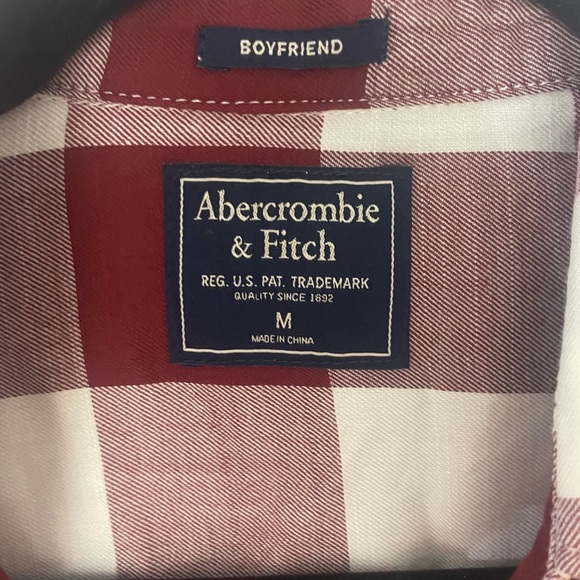 BOYFRIEND
Abercrombie
& Fitch
REG. U.S. PAT. TRADEMARK
QUALITY SINCE 1892
M
MADE IN CHINA